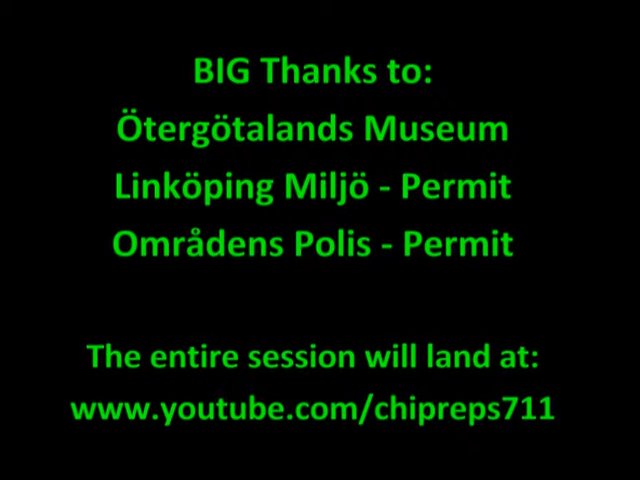 BIG Thanks to:
Ötergötalands Museum
Linköping Miljö - Permit
Områdens Polis - Permit
The entire session will land at:
www.youtube.com/chipreps711